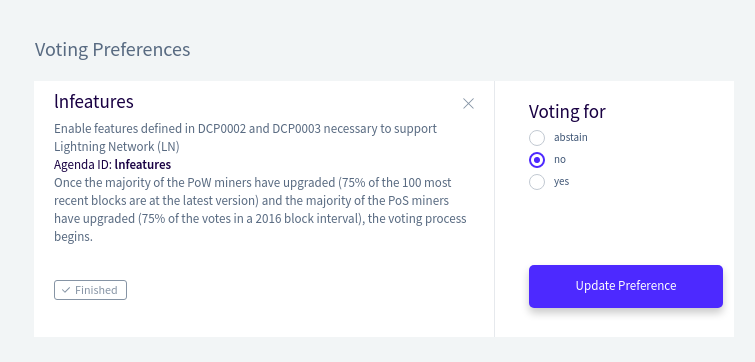 Voting Preferences
lnfeatures
Enable features defined in DCP0002 and DCP0003 necessary to support
Lightning Network (LN)
Agenda ID: lnfeatures
Once the majority of the PoW miners have upgraded (75% of the 100 most
recent blocks are at the latest version) and the majority of the PoS miners
have upgraded (75% of the votes in a 2016 block interval), the voting process
begins.
Finished
Voting for
abstain
no
yes
Update Preference